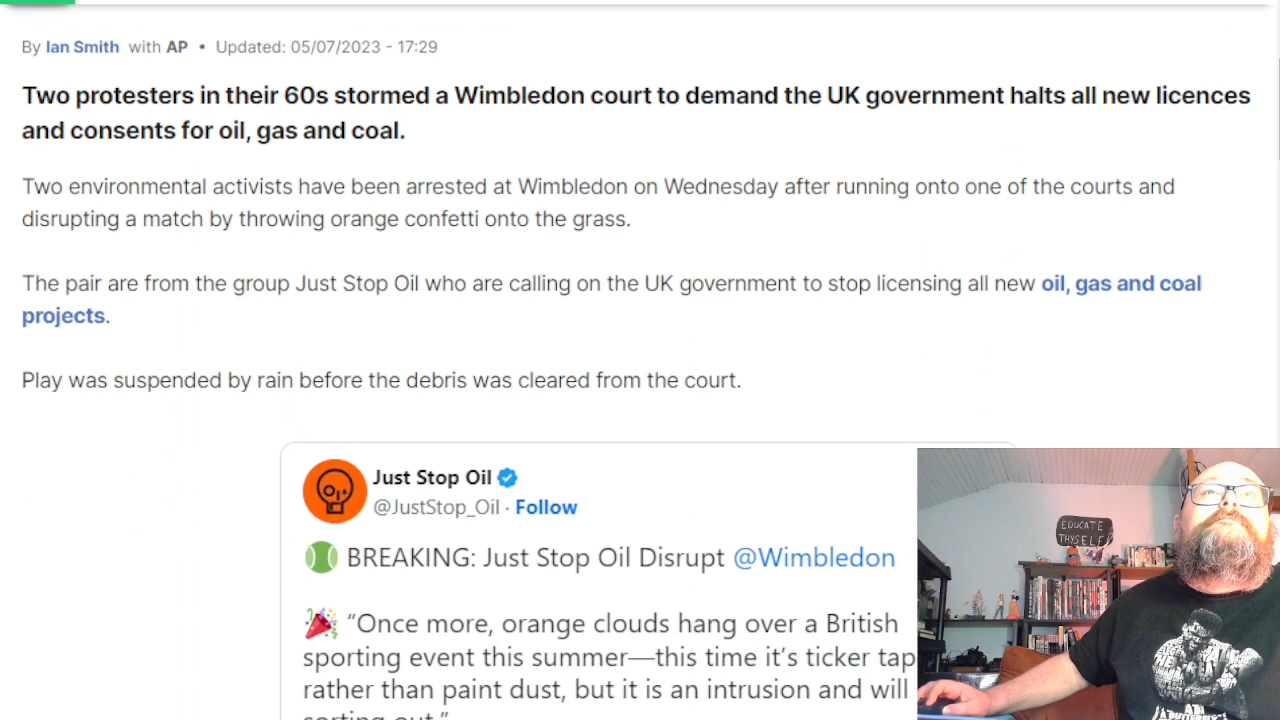 By Ian Smith with AP • Updated: 05/07/2023 - 17:29
Two protesters in their 60s stormed a Wimbledon court to demand the UK government halts all new licences
and consents for oil, gas and coal.
Two environmental activists have been arrested at Wimbledon on Wednesday after running onto one of the courts and
disrupting a match by throwing orange confetti onto the grass.
The pair are from the group Just Stop Oil who are calling on the UK government to stop licensing all new oil, gas and coal
projects.
Play was suspended by rain before the debris was cleared from the court.
Just Stop Oil
@JustStop_Oil · Follow
BREAKING: Just Stop Oil Disrupt @Wimbledon
“Once more, orange clouds hang over a British
sporting event this summer—this time it’s ticker tap
rather than paint dust, but it is an intrusion and will
sorting out.”
EDUCATE
THYSELF